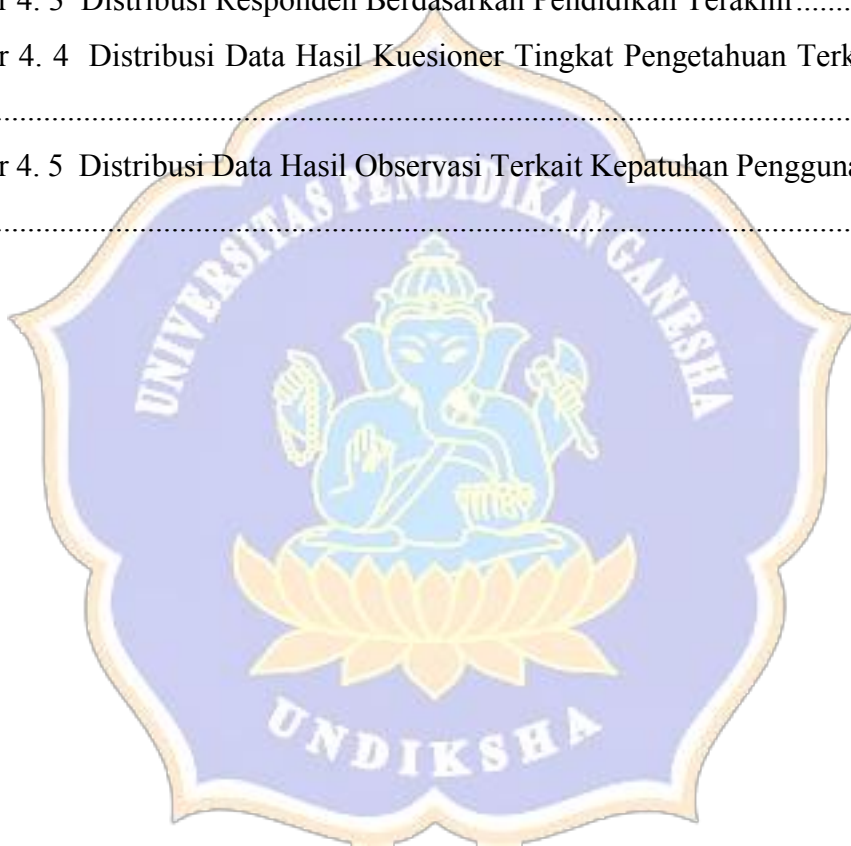 r 4. 3 Distribusi Responden Berdasarkan Pendidikan Terakhir.......
r 4. 4 Distribusi Data Hasil Kuesioner Tingkat Pengetahuan Terk
................................................................................................................
r 4. 5 Distribusi Data Hasil Observasi Terkait Kepatuhan Pengguna
................................................................................................................
UNIVERSITAS PENDIDIKAN GANESHA
UNDIKSHA